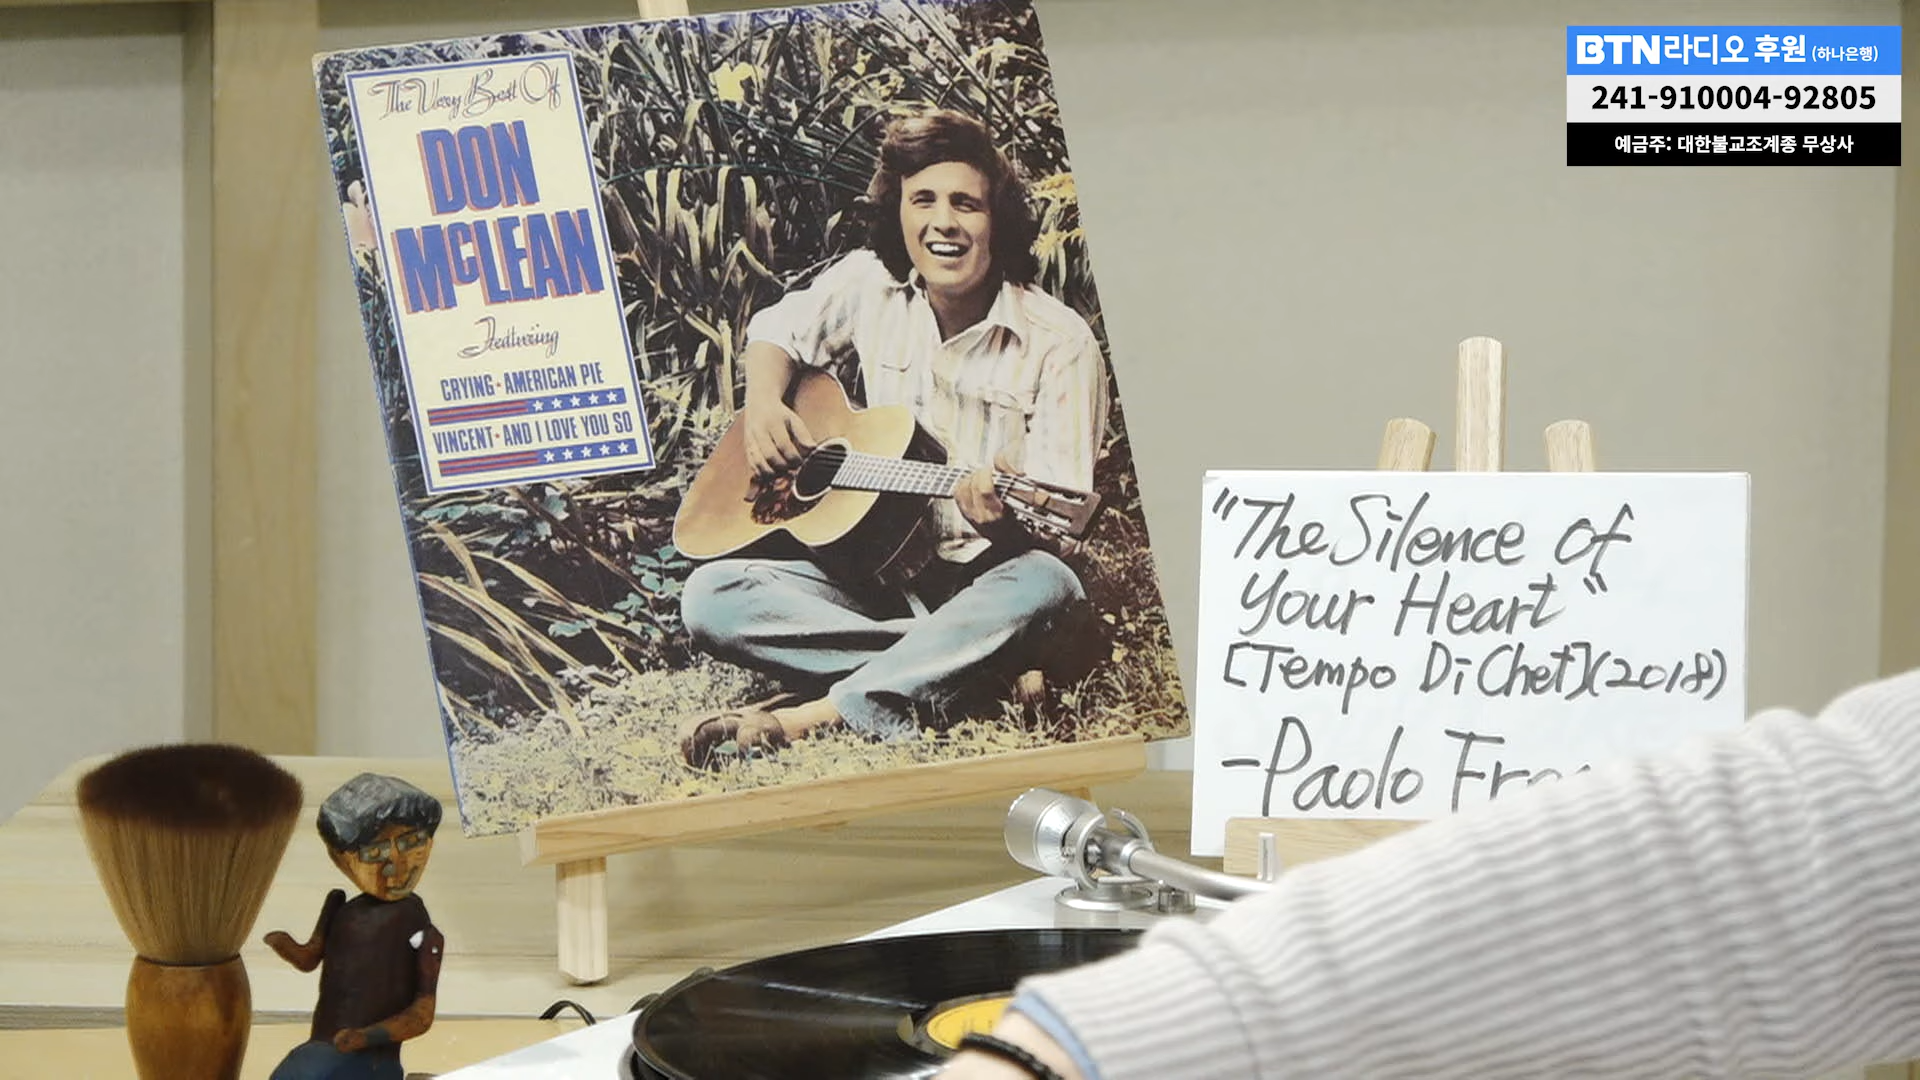 The Very Best Of
DON
McLEAN
Featuring
CRYING★AMERICAN PIE
VINCENT★AND I LOVE YOU SO
BTN라디오 후원 (하나은행)
241-910004-92805
예금주: 대한불교조계종 무상사
"The Silence of
Your Heart"
[Tempo Di Chet](2018)
-Paolo